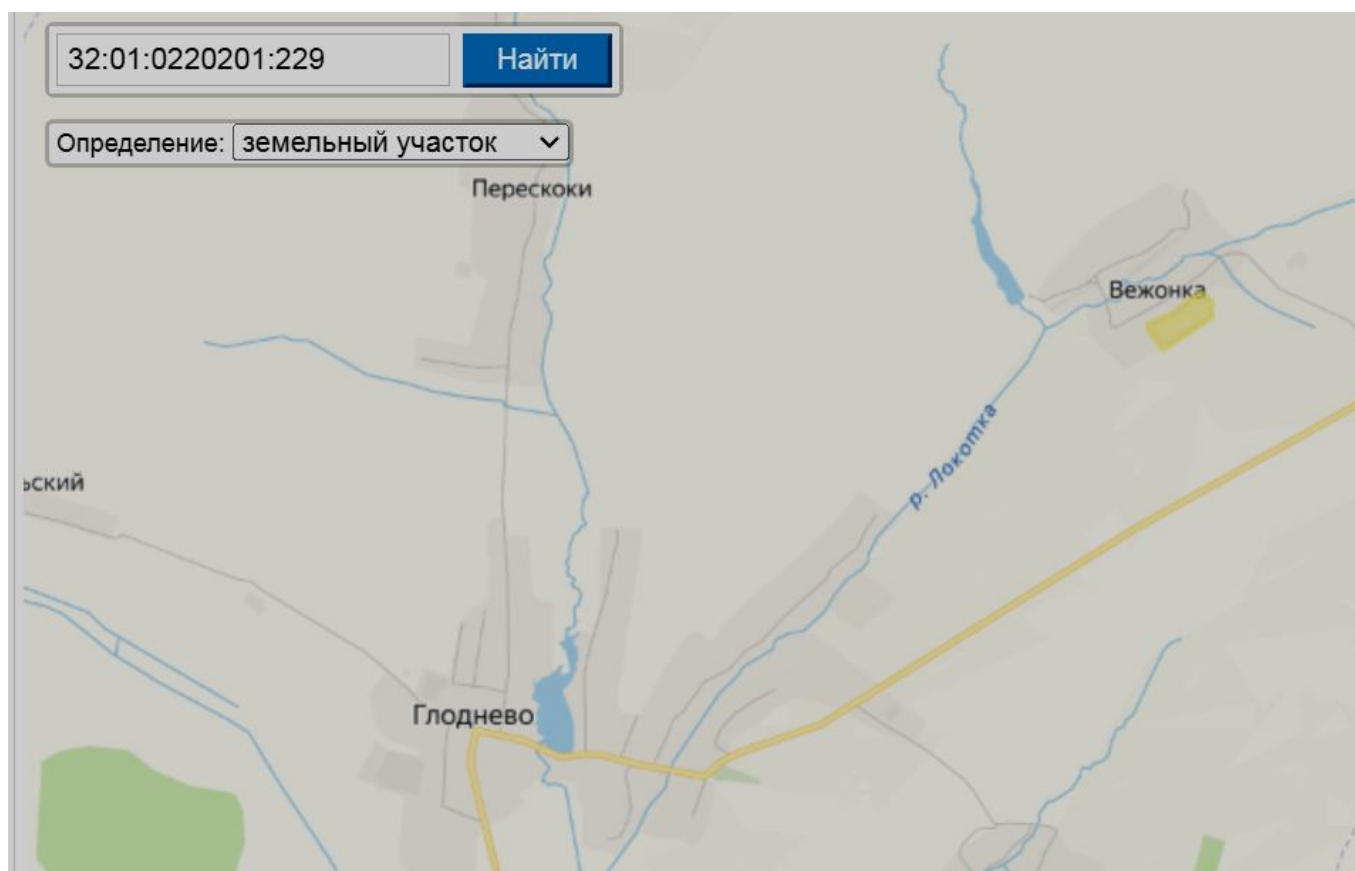 32:01:0220201:229
Найти
Определение: земельный участок
Перескоки
Вежонка
р. Локотка
ьский
Глоднево